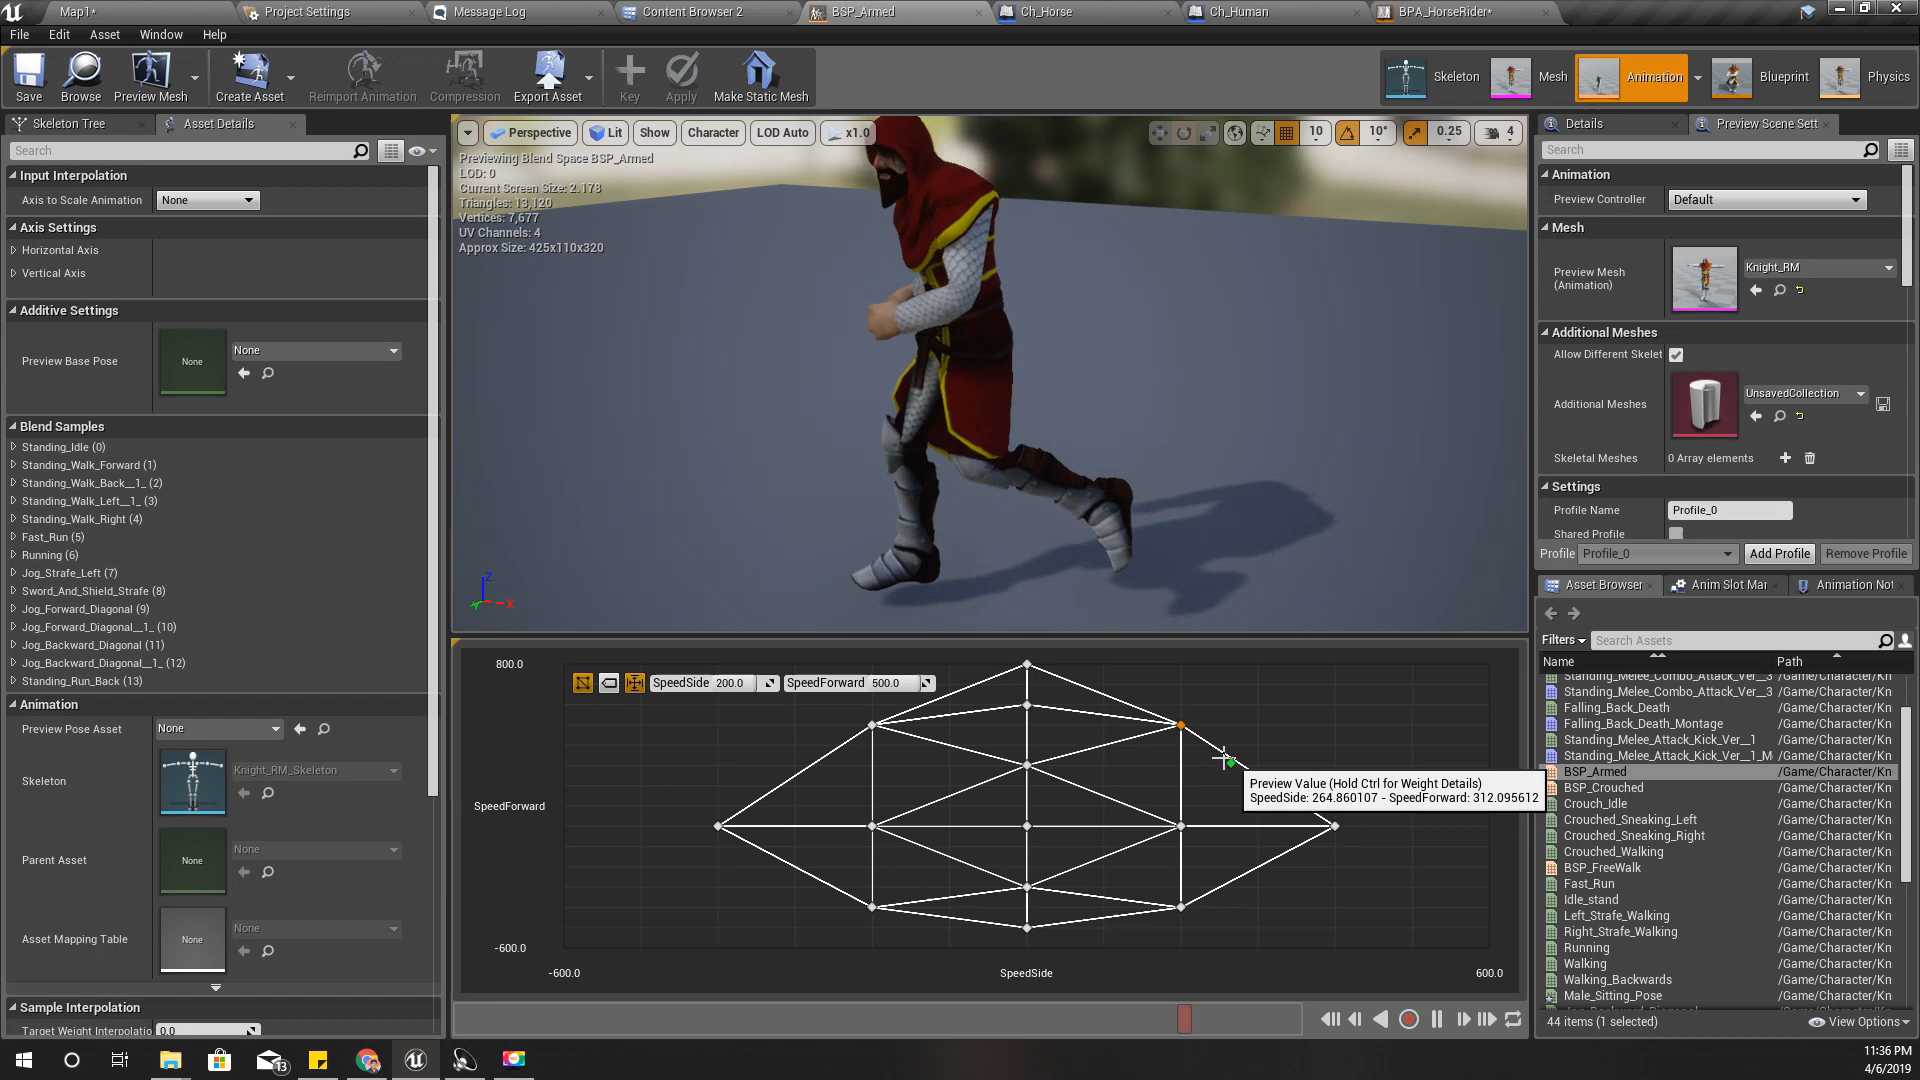 Map1*
Project Settings
Message Log
Content Browser 2
BSP_Armed
Ch_Horse
Ch_Human
BPA_HorseRider*
File Edit Asset Window Help
Save
Browse
Preview Mesh
Create Asset
Reimport Animation
Compression
Export Asset
Key
Apply
Make Static Mesh
Skeleton
Mesh
Animation
Blueprint
Physics
Skeleton Tree
Asset Details
Search
Input Interpolation
Axis to Scale Animation None
Axis Settings
Horizontal Axis
Vertical Axis
Additive Settings
Preview Base Pose None None
Blend Samples
Standing_Idle (0)
Standing_Walk_Forward (1)
Standing_Walk_Back__1_ (2)
Standing_Walk_Left__1_ (3)
Standing_Walk_Right (4)
Fast_Run (5)
Running (6)
Jog_Strafe_Left (7)
Sword_And_Shield_Strafe (8)
Jog_Forward_Diagonal (9)
Jog_Forward_Diagonal__1_ (10)
Jog_Backward_Diagonal (11)
Jog_Backward_Diagonal__1_ (12)
Standing_Run_Back (13)
Animation
Preview Pose Asset None
Skeleton Knight_RM_Skeleton
Parent Asset None None
Asset Mapping Table None None
Sample Interpolation
Target Weight Interpolatio 0.0
Perspective Lit Show Character LOD Auto x1.0
10 10° 0.25 4
Previewing Blend Space BSP_Armed
LOD: 0
Current Screen Size: 2.178
Triangles: 13,120
Vertices: 7,677
UV Channels: 4
Approx Size: 425x110x320
Z
X
800.0
SpeedSide 200.0 SpeedForward 500.0
SpeedForward
Preview Value (Hold Ctrl for Weight Details)
SpeedSide: 264.860107 - SpeedForward: 312.095612
-600.0
-600.0 SpeedSide 600.0
Details
Preview Scene Sett
Search
Animation
Preview Controller Default
Mesh
Preview Mesh (Animation) Knight_RM
Additional Meshes
Allow Different Skelet
Additional Meshes UnsavedCollection
Skeletal Meshes 0 Array elements
Settings
Profile Name Profile_0
Shared Profile
Profile Profile_0 Add Profile Remove Profile
Asset Browser
Anim Slot Mar
Animation Not
Filters Search Assets
Name Path
Standing_Melee_Combo_Attack_Ver__3 /Game/Character/Kn
Standing_Melee_Combo_Attack_Ver__3 /Game/Character/Kn
Falling_Back_Death /Game/Character/Kn
Falling_Back_Death_Montage /Game/Character/Kn
Standing_Melee_Attack_Kick_Ver__1 /Game/Character/Kn
Standing_Melee_Attack_Kick_Ver__1_M /Game/Character/Kn
BSP_Armed /Game/Character/Kn
BSP_Crouched /Game/Character/Kn
Crouch_Idle /Game/Character/Kn
Crouched_Sneaking_Left /Game/Character/Kn
Crouched_Sneaking_Right /Game/Character/Kn
Crouched_Walking /Game/Character/Kn
BSP_FreeWalk /Game/Character/Kn
Fast_Run /Game/Character/Kn
Idle_stand /Game/Character/Kn
Left_Strafe_Walking /Game/Character/Kn
Right_Strafe_Walking /Game/Character/Kn
Running /Game/Character/Kn
Walking /Game/Character/Kn
Walking_Backwards /Game/Character/Kn
Male_Sitting_Pose /Game/Character/Kn
44 items (1 selected) View Options
13
11:36 PM
4/6/2019